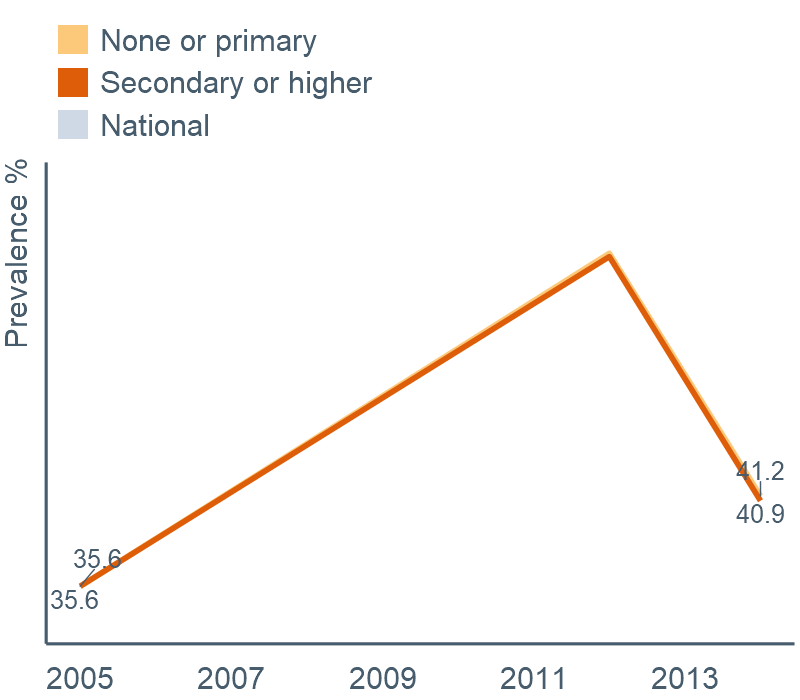 None or primary
Secondary or higher
National
Prevalence %
41.2
40.9
35.6
35.6
2005 2007 2009 2011 2013